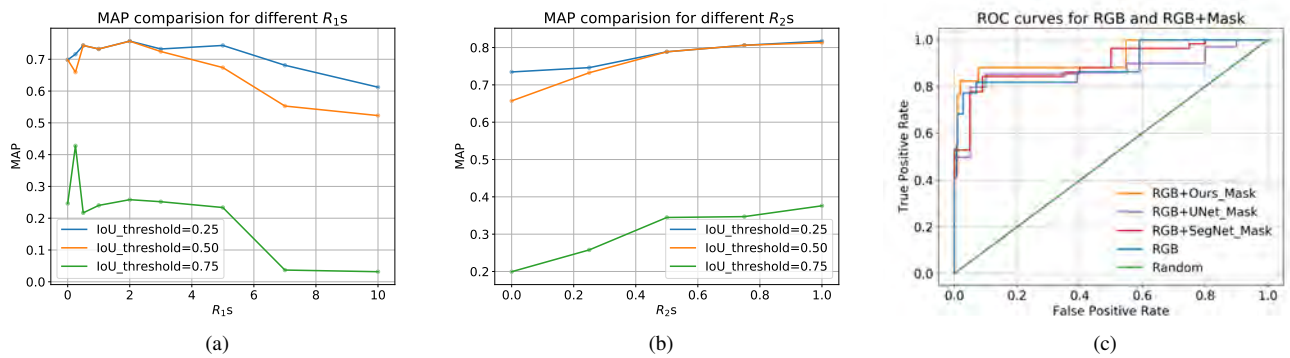 MAP comparision for different R₁s
MAP
0.7
0.6
0.5
0.4
0.3
0.2
0.1
0.0
IoU_threshold=0.25
IoU_threshold=0.50
IoU_threshold=0.75
0 2 4 6 8 10
R₁s
(a)
MAP comparision for different R₂s
MAP
0.8
0.7
0.6
0.5
0.4
0.3
0.2
IoU_threshold=0.25
IoU_threshold=0.50
IoU_threshold=0.75
0.0 0.2 0.4 0.6 0.8 1.0
R₂s
(b)
ROC curves for RGB and RGB+Mask
True Positive Rate
1.0
0.8
0.6
0.4
0.2
0.0
RGB+Ours_Mask
RGB+UNet_Mask
RGB+SegNet_Mask
RGB
Random
0.0 0.2 0.4 0.6 0.8 1.0
False Positive Rate
(c)